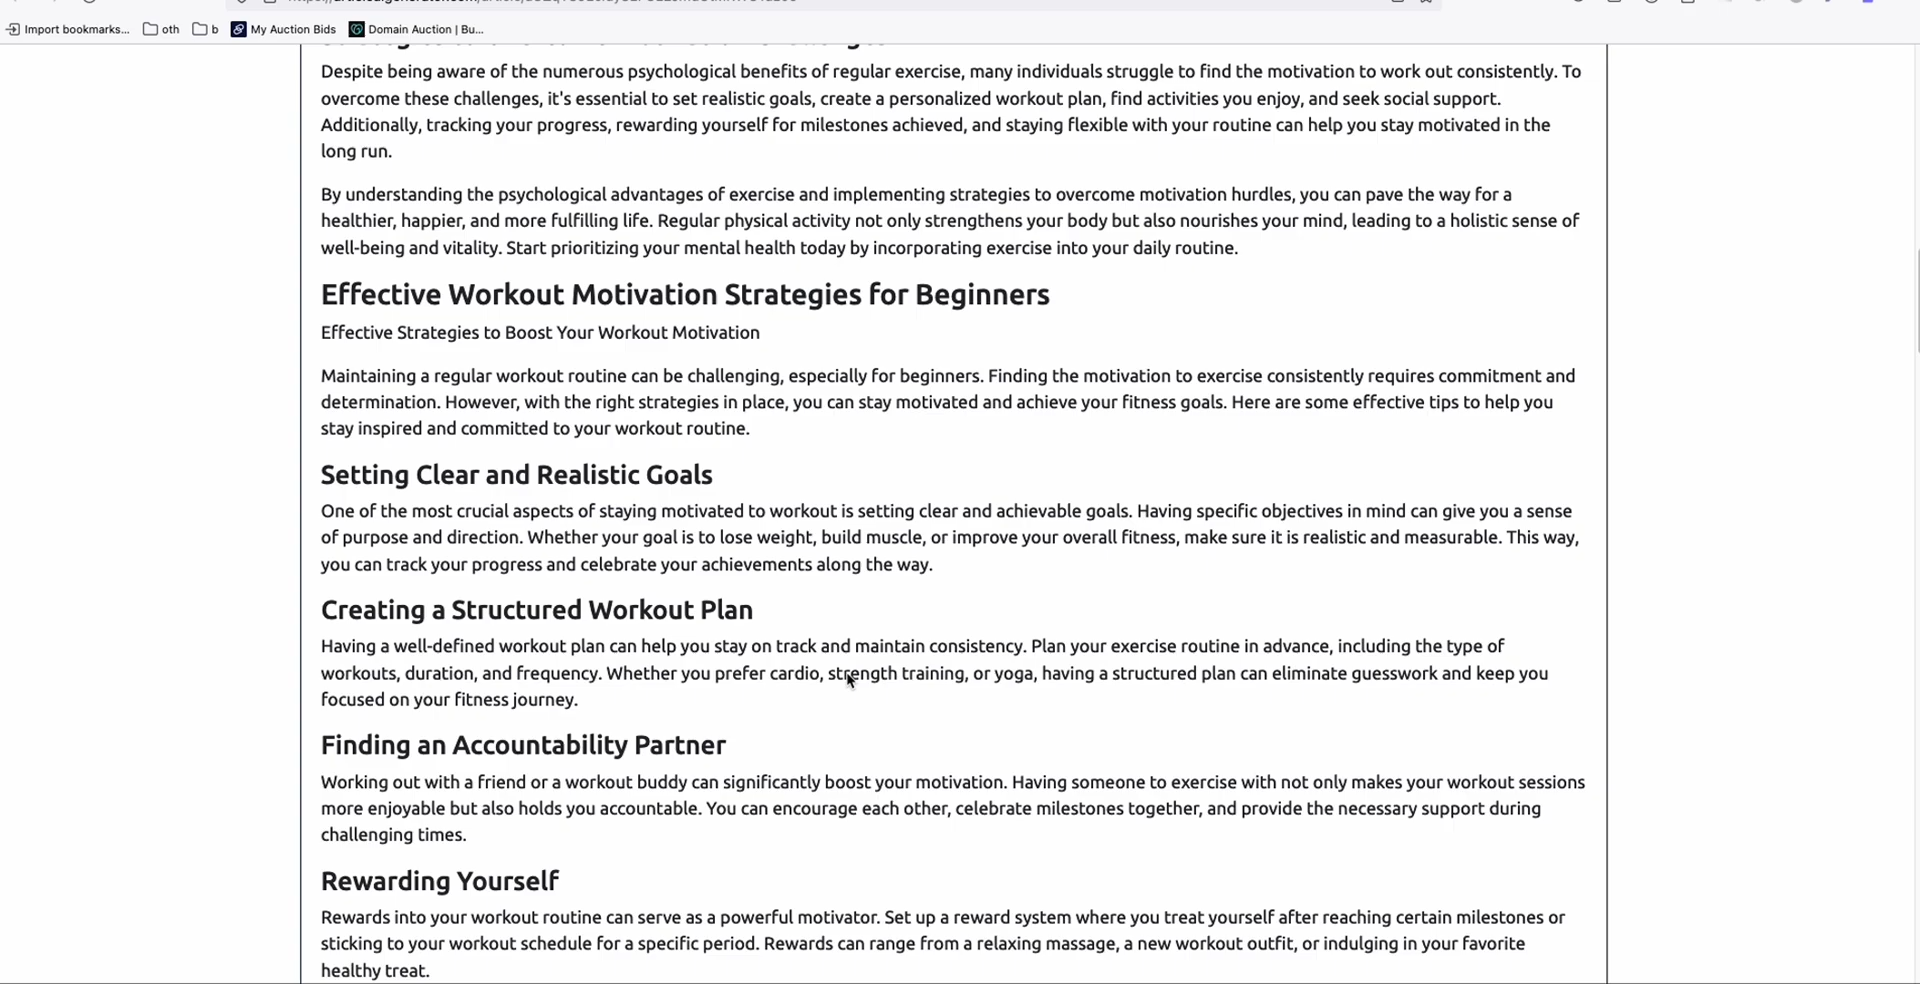 Import bookmarks...
oth
b
My Auction Bids
Domain Auction | Bu...
Despite being aware of the numerous psychological benefits of regular exercise, many individuals struggle to find the motivation to work out consistently. To
overcome these challenges, it's essential to set realistic goals, create a personalized workout plan, find activities you enjoy, and seek social support.
Additionally, tracking your progress, rewarding yourself for milestones achieved, and staying flexible with your routine can help you stay motivated in the
long run.
By understanding the psychological advantages of exercise and implementing strategies to overcome motivation hurdles, you can pave the way for a
healthier, happier, and more fulfilling life. Regular physical activity not only strengthens your body but also nourishes your mind, leading to a holistic sense of
well-being and vitality. Start prioritizing your mental health today by incorporating exercise into your daily routine.
Effective Workout Motivation Strategies for Beginners
Effective Strategies to Boost Your Workout Motivation
Maintaining a regular workout routine can be challenging, especially for beginners. Finding the motivation to exercise consistently requires commitment and
determination. However, with the right strategies in place, you can stay motivated and achieve your fitness goals. Here are some effective tips to help you
stay inspired and committed to your workout routine.
Setting Clear and Realistic Goals
One of the most crucial aspects of staying motivated to workout is setting clear and achievable goals. Having specific objectives in mind can give you a sense
of purpose and direction. Whether your goal is to lose weight, build muscle, or improve your overall fitness, make sure it is realistic and measurable. This way,
you can track your progress and celebrate your achievements along the way.
Creating a Structured Workout Plan
Having a well-defined workout plan can help you stay on track and maintain consistency. Plan your exercise routine in advance, including the type of
workouts, duration, and frequency. Whether you prefer cardio, strength training, or yoga, having a structured plan can eliminate guesswork and keep you
focused on your fitness journey.
Finding an Accountability Partner
Working out with a friend or a workout buddy can significantly boost your motivation. Having someone to exercise with not only makes your workout sessions
more enjoyable but also holds you accountable. You can encourage each other, celebrate milestones together, and provide the necessary support during
challenging times.
Rewarding Yourself
Rewards into your workout routine can serve as a powerful motivator. Set up a reward system where you treat yourself after reaching certain milestones or
sticking to your workout schedule for a specific period. Rewards can range from a relaxing massage, a new workout outfit, or indulging in your favorite
healthy treat.